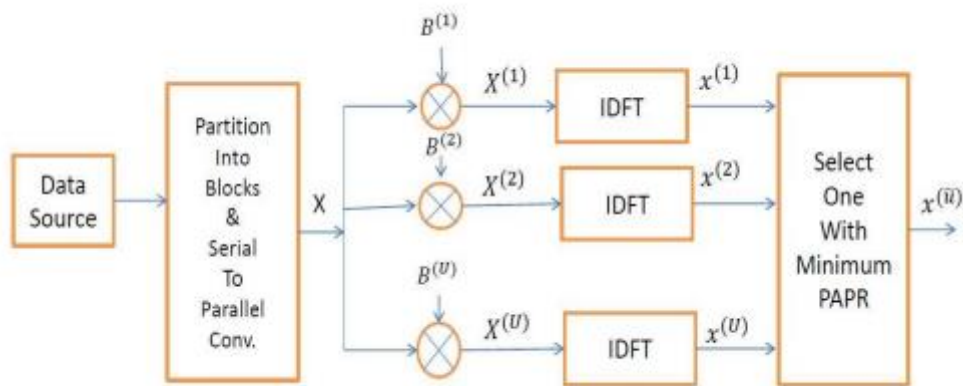 B^{(1)}
X^{(1)}
IDFT
x^{(1)}
Data
Source
Partition
Into
Blocks
&
Serial
To
Parallel
Conv.
X
B^{(2)}
X^{(2)}
IDFT
x^{(2)}
B^{(U)}
X^{(U)}
IDFT
x^{(U)}
Select
One
With
Minimum
PAPR
x^{(ũ)}